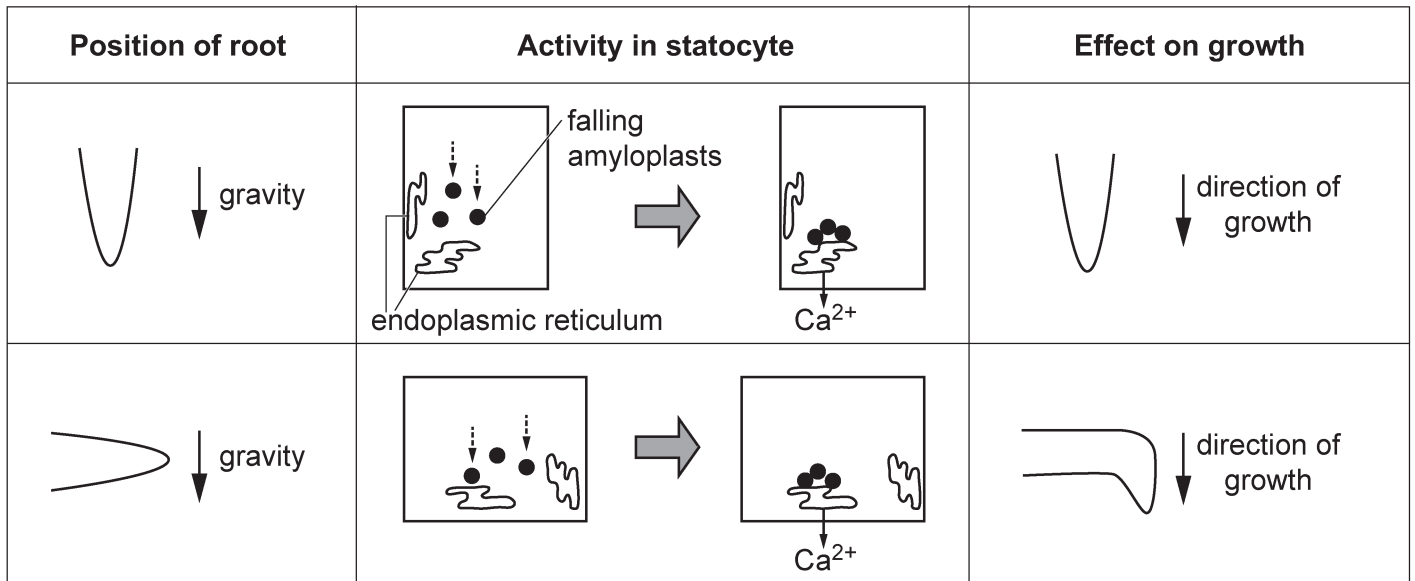 Position of root
Activity in statocyte
Effect on growth
gravity
falling
amyloplasts
endoplasmic reticulum
Ca²⁺
direction of
growth
gravity
Ca²⁺
direction of
growth